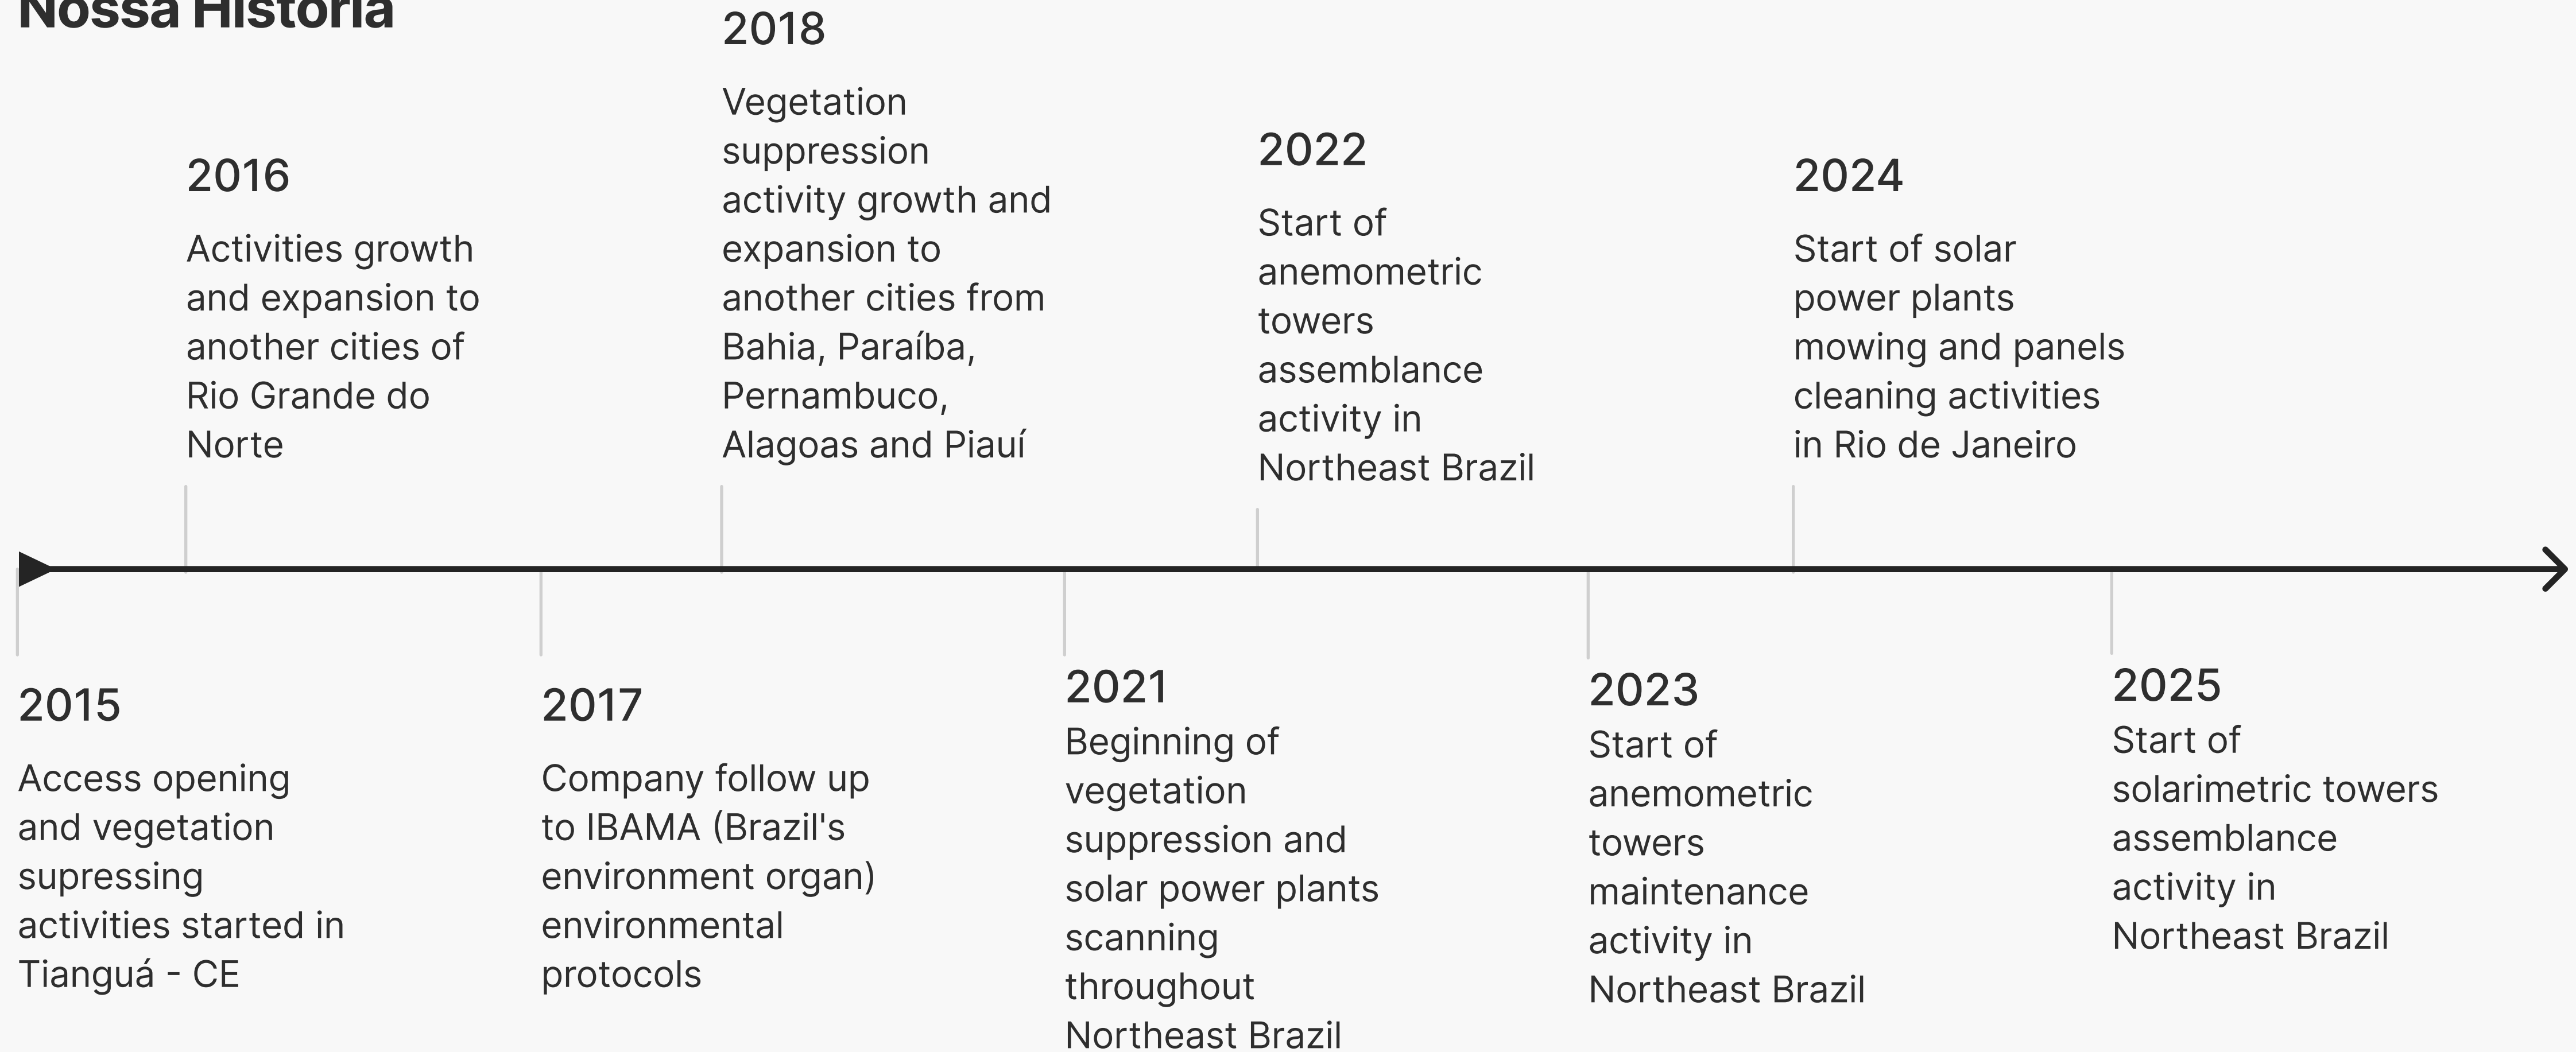 Nossa História
2016
Activities growth
and expansion to
another cities of
Rio Grande do
Norte
2018
Vegetation
suppression
activity growth and
expansion to
another cities from
Bahia, Paraíba,
Pernambuco,
Alagoas and Piauí
2022
Start of
anemometric
towers
assemblance
activity in
Northeast Brazil
2024
Start of solar
power plants
mowing and panels
cleaning activities
in Rio de Janeiro
2015
Access opening
and vegetation
supressing
activities started in
Tianguá - CE
2017
Company follow up
to IBAMA (Brazil's
environment organ)
environmental
protocols
2021
Beginning of
vegetation
suppression and
solar power plants
scanning
throughout
Northeast Brazil
2023
Start of
anemometric
towers
maintenance
activity in
Northeast Brazil
2025
Start of
solarimetric towers
assemblance
activity in
Northeast Brazil